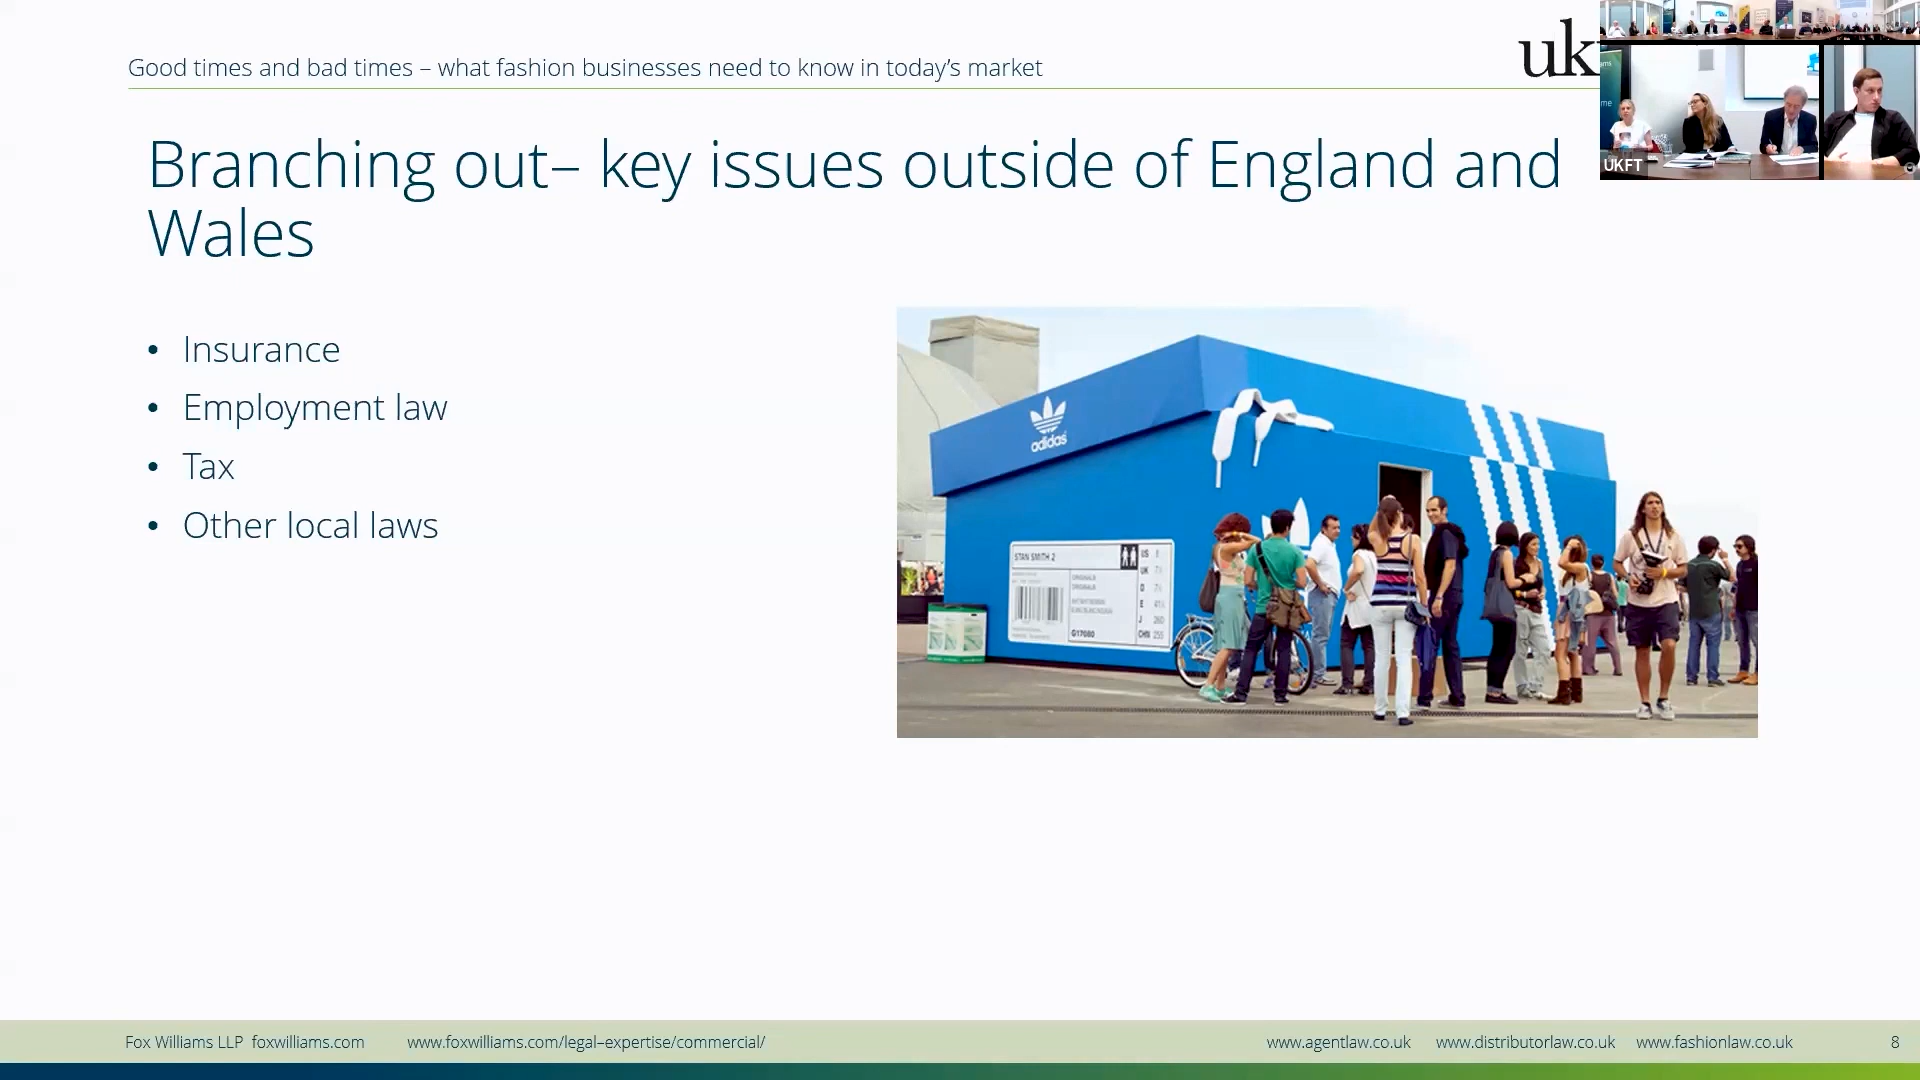 Good times and bad times – what fashion businesses need to know in today's market
uk
UKFT
Branching out– key issues outside of England and
Wales
• Insurance
• Employment law
• Tax
• Other local laws
adidas
STAN SMITH 2
US
UK
D
E
J
CHN
G17080
Fox Williams LLP foxwilliams.com
www.foxwilliams.com/legal–expertise/commercial/
www.agentlaw.co.uk
www.distributorlaw.co.uk
www.fashionlaw.co.uk
8